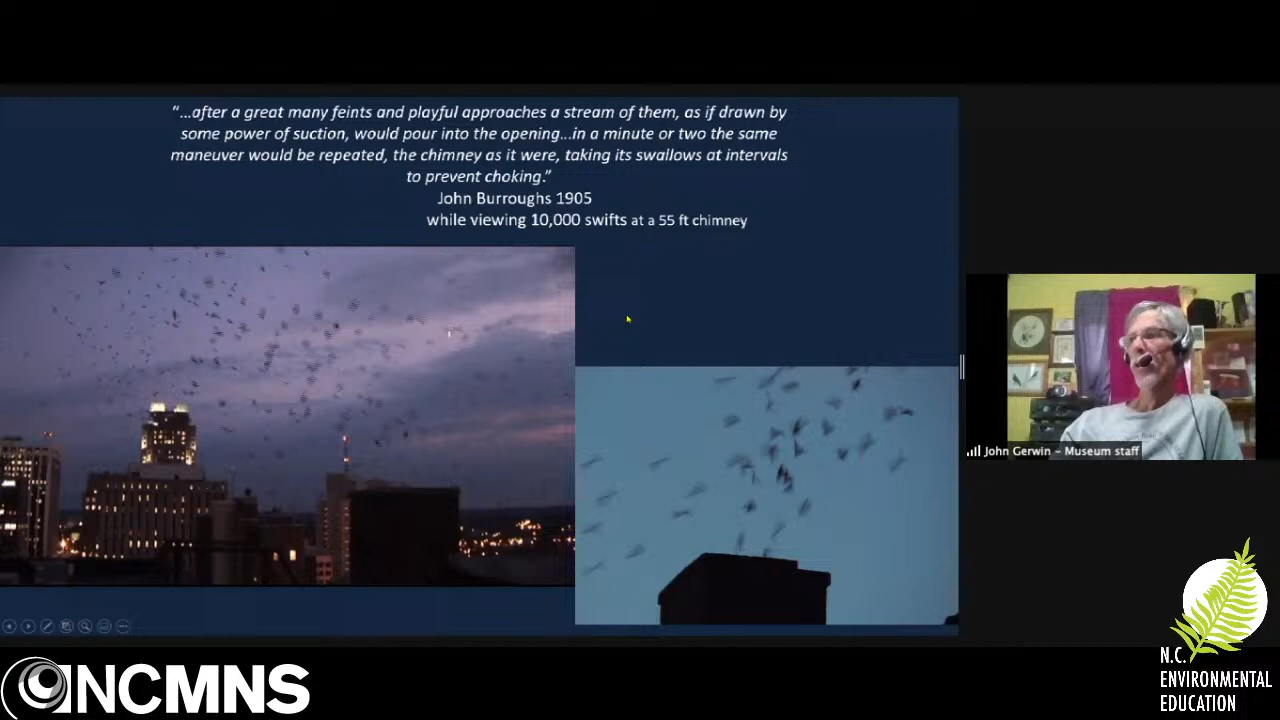 “...after a great many feints and playful approaches a stream of them, as if drawn by
some power of suction, would pour into the opening...in a minute or two the same
maneuver would be repeated, the chimney as it were, taking its swallows at intervals
to prevent choking.”
John Burroughs 1905
while viewing 10,000 swifts at a 55 ft chimney
John Gerwin - Museum staff
NCMNS
N.C.
ENVIRONMENTAL
EDUCATION